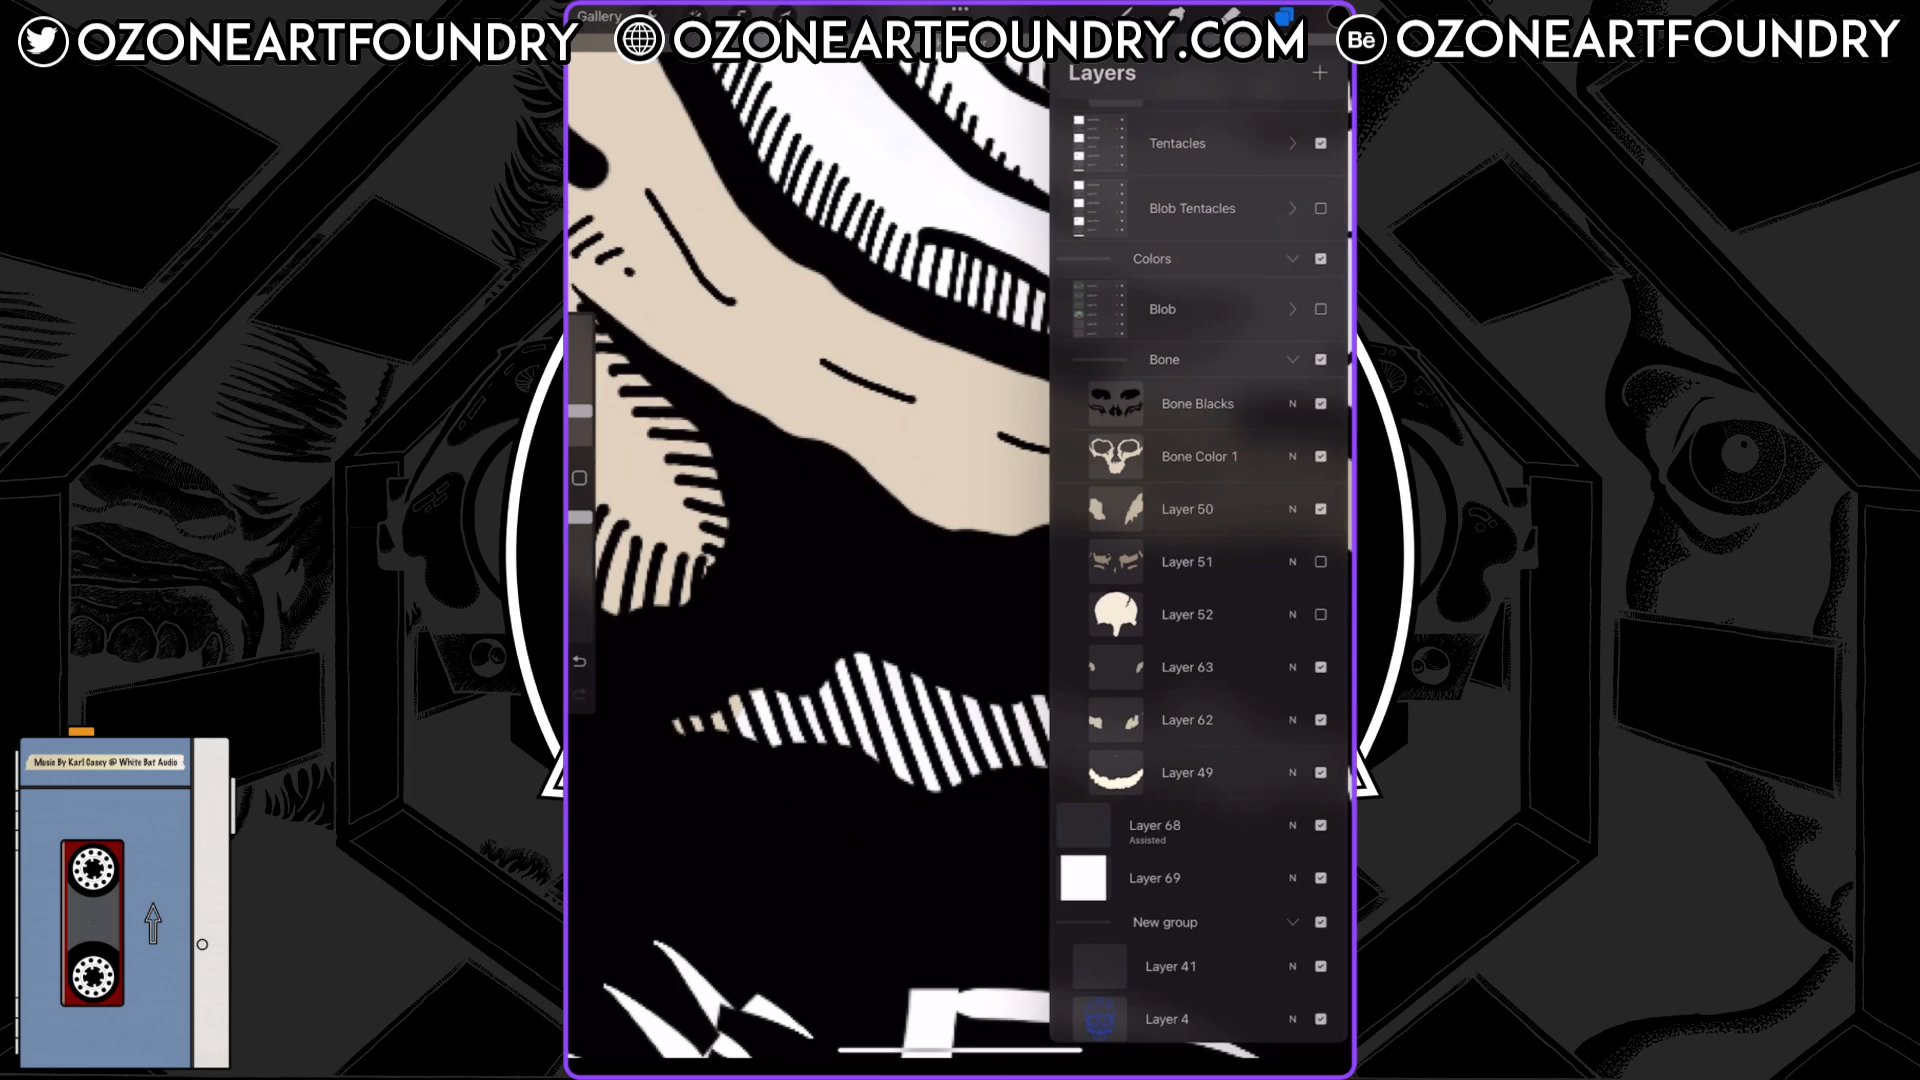 Gallery
OZONEARTFOUNDRY
OZONEARTFOUNDRY.COM
Bē OZONEARTFOUNDRY
Layers
Tentacles
Blob Tentacles
Colors
Blob
Bone
Bone Blacks N
Bone Color 1 N
Layer 50 N
Layer 51 N
Layer 52 N
Layer 63 N
Layer 62 N
Layer 49 N
Layer 68 N
Assisted
Layer 69 N
New group
Layer 41 N
Layer 4 N
Music By Karl Casey @ White Bat Audio